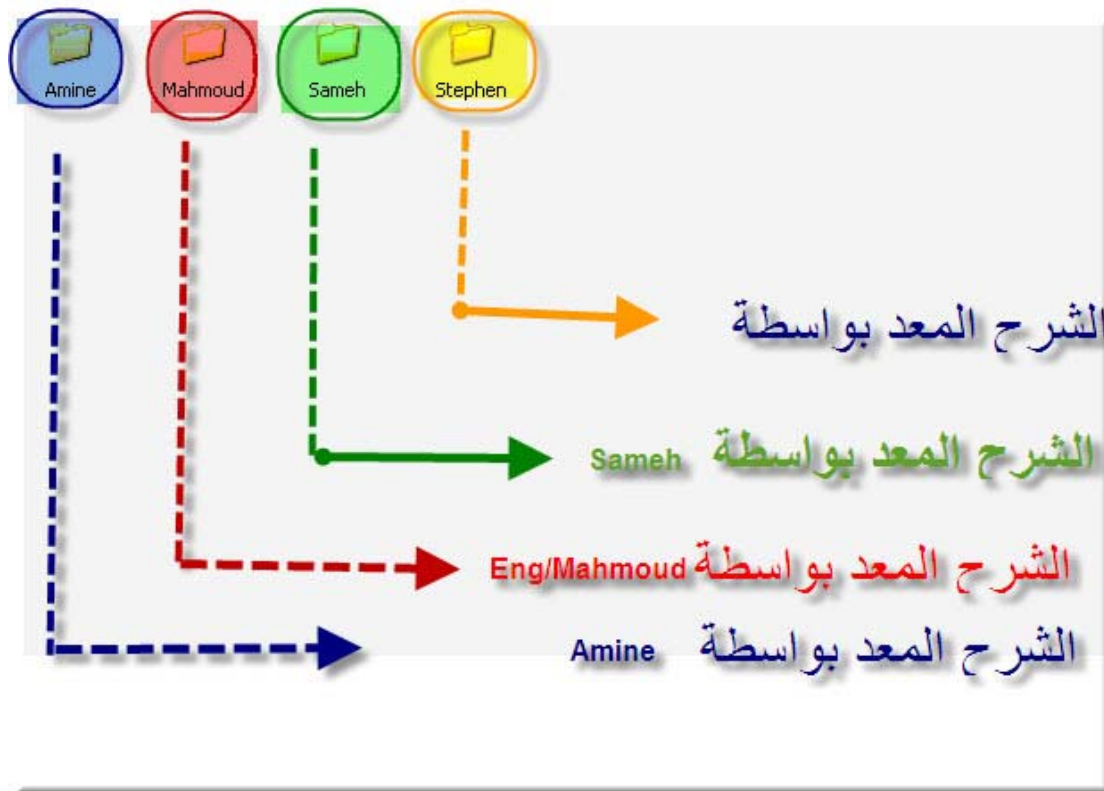 Amine Mahmoud Sameh Stephen
الشرح المعد بواسطة
الشرح المعد بواسطة Sameh
الشرح المعد بواسطة Eng/Mahmoud
الشرح المعد بواسطة Amine